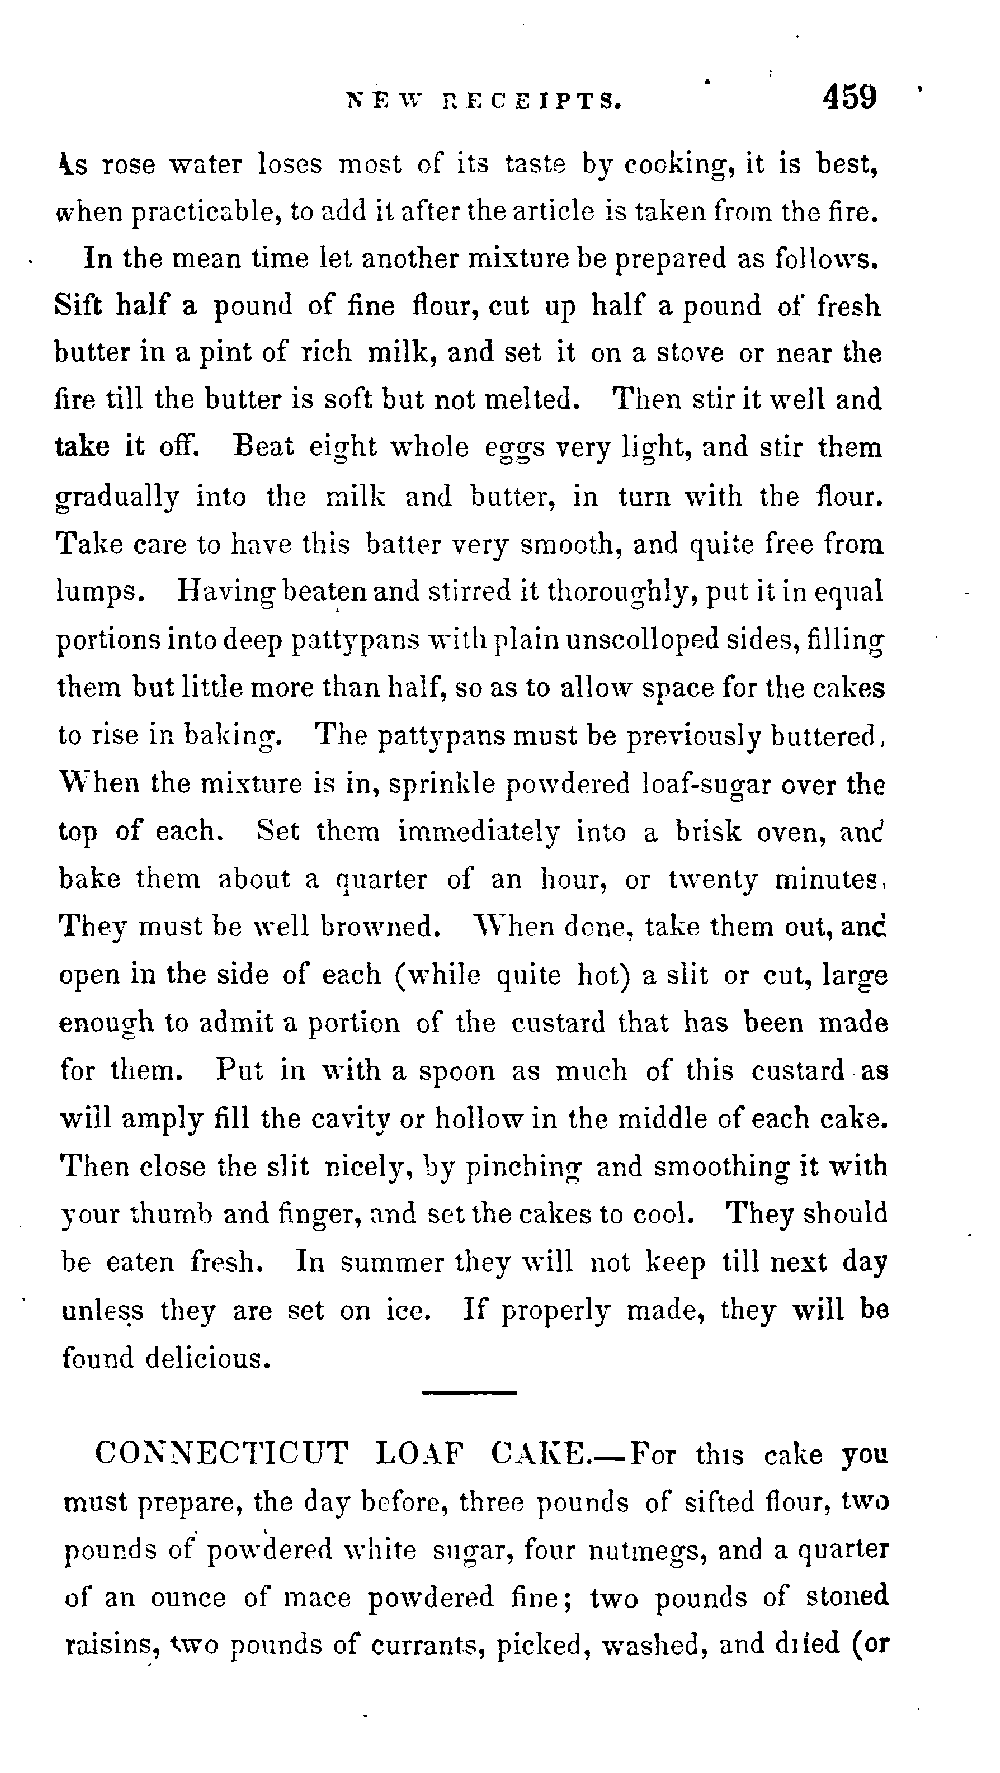 NEW RECEIPTS. 459
As rose water loses most of its taste by cooking, it is best,
when practicable, to add it after the article is taken from the fire.
In the mean time let another mixture be prepared as follows.
Sift half a pound of fine flour, cut up half a pound of fresh
butter in a pint of rich milk, and set it on a stove or near the
fire till the butter is soft but not melted. Then stir it well and
take it off. Beat eight whole eggs very light, and stir them
gradually into the milk and butter, in turn with the flour.
Take care to have this batter very smooth, and quite free from
lumps. Having beaten and stirred it thoroughly, put it in equal
portions into deep pattypans with plain unscolloped sides, filling
them but little more than half, so as to allow space for the cakes
to rise in baking. The pattypans must be previously buttered.
When the mixture is in, sprinkle powdered loaf-sugar over the
top of each. Set them immediately into a brisk oven, and
bake them about a quarter of an hour, or twenty minutes.
They must be well browned. When done, take them out, and
open in the side of each (while quite hot) a slit or cut, large
enough to admit a portion of the custard that has been made
for them. Put in with a spoon as much of this custard as
will amply fill the cavity or hollow in the middle of each cake.
Then close the slit nicely, by pinching and smoothing it with
your thumb and finger, and set the cakes to cool. They should
be eaten fresh. In summer they will not keep till next day
unless they are set on ice. If properly made, they will be
found delicious.
CONNECTICUT LOAF CAKE.—For this cake you
must prepare, the day before, three pounds of sifted flour, two
pounds of powdered white sugar, four nutmegs, and a quarter
of an ounce of mace powdered fine; two pounds of stoned
raisins, two pounds of currants, picked, washed, and dried (or